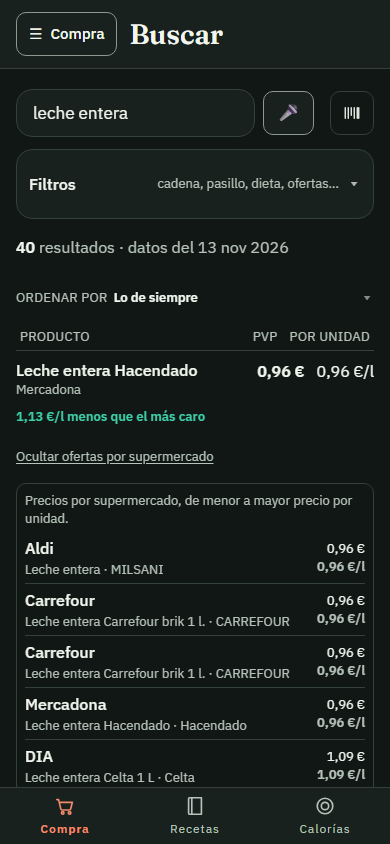 ☰ Compra
Buscar
leche entera
Filtros
cadena, pasillo, dieta, ofertas...
40 resultados · datos del 13 nov 2026
ORDENAR POR Lo de siempre
PRODUCTO PVP POR UNIDAD
Leche entera Hacendado 0,96 € 0,96 €/l
Mercadona
1,13 €/l menos que el más caro
Ocultar ofertas por supermercado
Precios por supermercado, de menor a mayor precio por
unidad.
Aldi 0,96 €
Leche entera · MILSANI 0,96 €/l
Carrefour 0,96 €
Leche entera Carrefour brik 1 l. · CARREFOUR 0,96 €/l
Carrefour 0,96 €
Leche entera Carrefour brik 1 l. · CARREFOUR 0,96 €/l
Mercadona 0,96 €
Leche entera Hacendado · Hacendado 0,96 €/l
DIA 1,09 €
Leche entera Celta 1 L · Celta 1,09 €/l
Compra Recetas Calorías